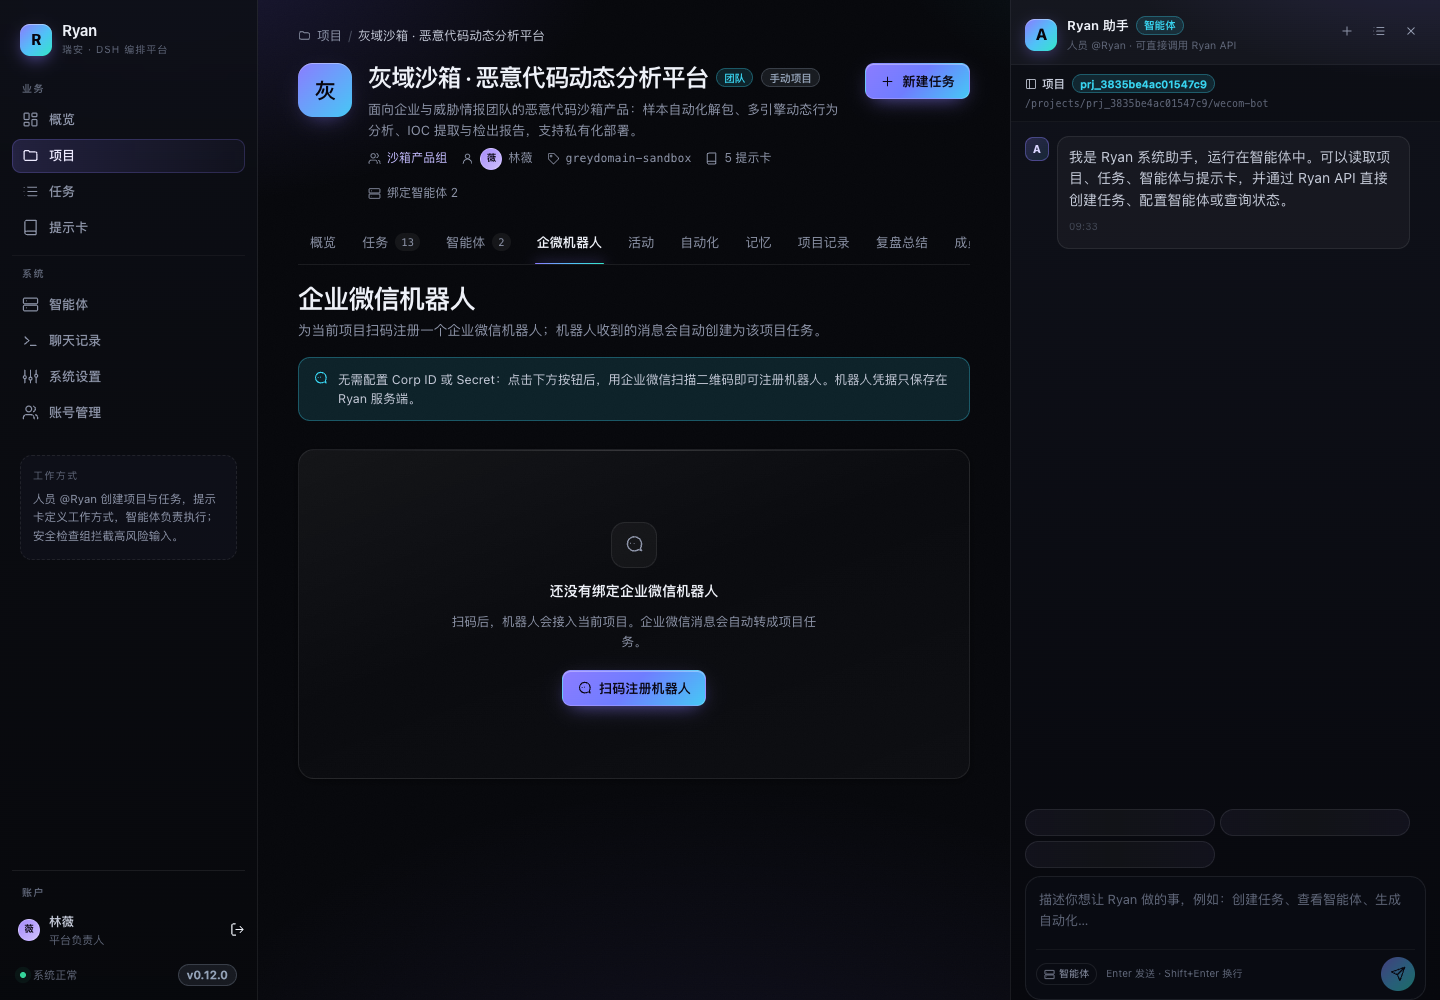 R
Ryan
瑞安 · DSH 编排平台
业务
概览
项目
任务
提示卡
系统
智能体
聊天记录
系统设置
账号管理
工作方式
人员 @Ryan 创建项目与任务，提示
卡定义工作方式，智能体负责执行；
安全检查组拦截高风险输入。
账户
薇
林薇
平台负责人
系统正常
v0.12.0
项目 / 灰域沙箱 · 恶意代码动态分析平台
灰
灰域沙箱 · 恶意代码动态分析平台 团队 手动项目
新建任务
面向企业与威胁情报团队的恶意代码沙箱产品：样本自动化解包、多引擎动态行为
分析、IOC 提取与检出报告，支持私有化部署。
沙箱产品组 薇 林薇 greydomain-sandbox 5 提示卡
绑定智能体 2
概览 任务 13 智能体 2 企微机器人 活动 自动化 记忆 项目记录 复盘总结
企业微信机器人
为当前项目扫码注册一个企业微信机器人；机器人收到的消息会自动创建为该项目任务。
无需配置 Corp ID 或 Secret：点击下方按钮后，用企业微信扫描二维码即可注册机器人。机器人凭据只保存在
Ryan 服务端。
还没有绑定企业微信机器人
扫码后，机器人会接入当前项目。企业微信消息会自动转成项目任
务。
扫码注册机器人
A
Ryan 助手 智能体
人员 @Ryan · 可直接调用 Ryan API
项目 prj_3835be4ac01547c9
/projects/prj_3835be4ac01547c9/wecom-bot
A
我是 Ryan 系统助手，运行在智能体中。可以读取项
目、任务、智能体与提示卡，并通过 Ryan API 直接
创建任务、配置智能体或查询状态。
09:33
描述你想让 Ryan 做的事，例如：创建任务、查看智能体、生成
自动化...
智能体 Enter 发送 · Shift+Enter 换行